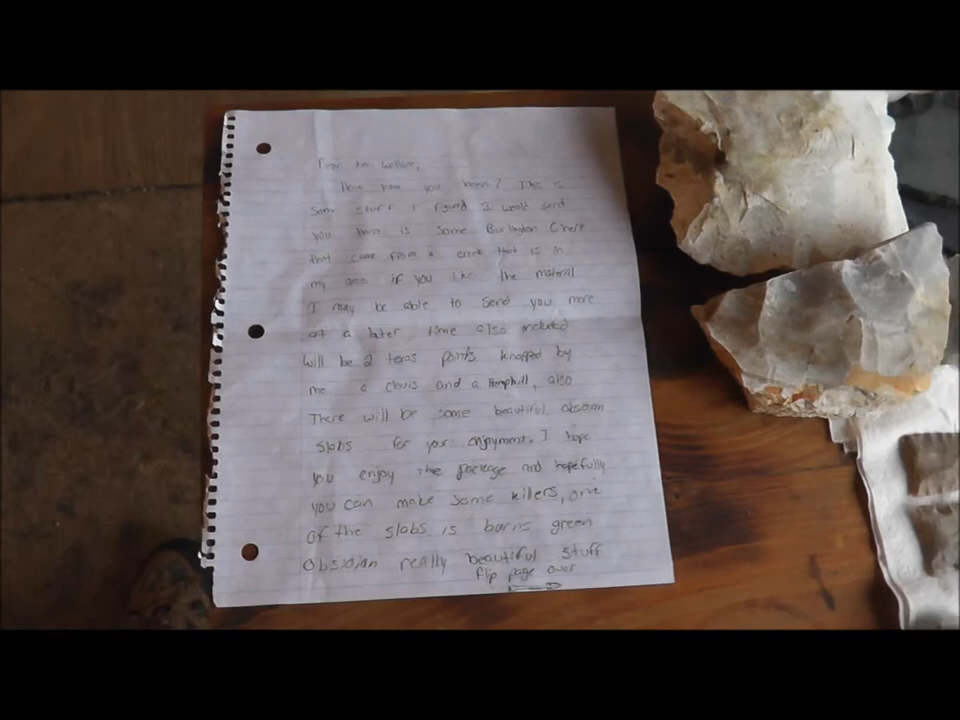 Dear Ken Wallace,
How have you been? This is
some stuff I figured I would send
you there is some Burlington Chert
that came from a creek that is in
my area if you like the material
I may be able to send you more
at a later time also included
will be 2 points knapped by
me a clovis and a Hemphill, also
There will be some beautiful
slabs for your enjoyment. I hope
you enjoy The package and hopefully
you can make some killers, one
of the slabs is burns green
Obsidian really beautiful stuff
flip page over